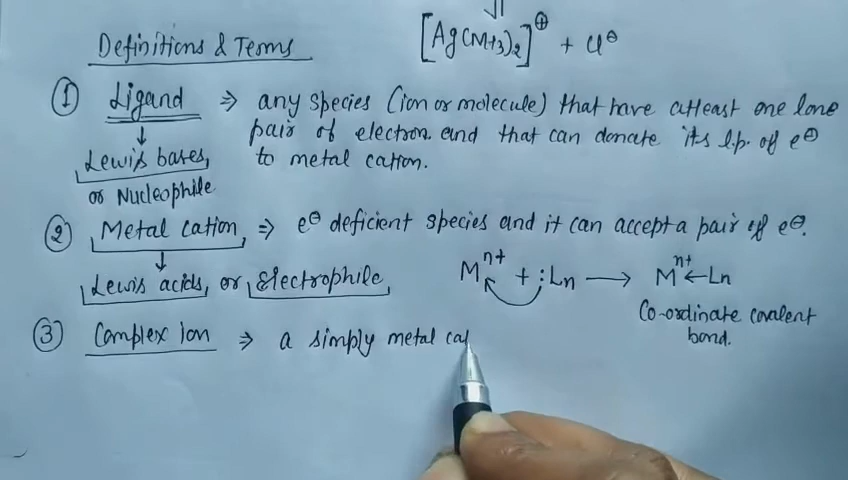 [Ag(NH3)2]⊕ + Cl⊖
Definitions & Terms
① Ligand ⇒ any species (ion or molecule) that have atleast one lone
pair of electron and that can donate its l.p. of e⊖
to metal cation.
↓
Lewis bases,
or Nucleophile
② Metal cation, ⇒ e⊖ deficient species and it can accept a pair of e⊖.
↓
Lewis acids, or Electrophile,
M^n+ + :Ln ⟶ M^n+ ← Ln
Co-ordinate covalent
bond.
③ Complex ion ⇒ a simply metal cat